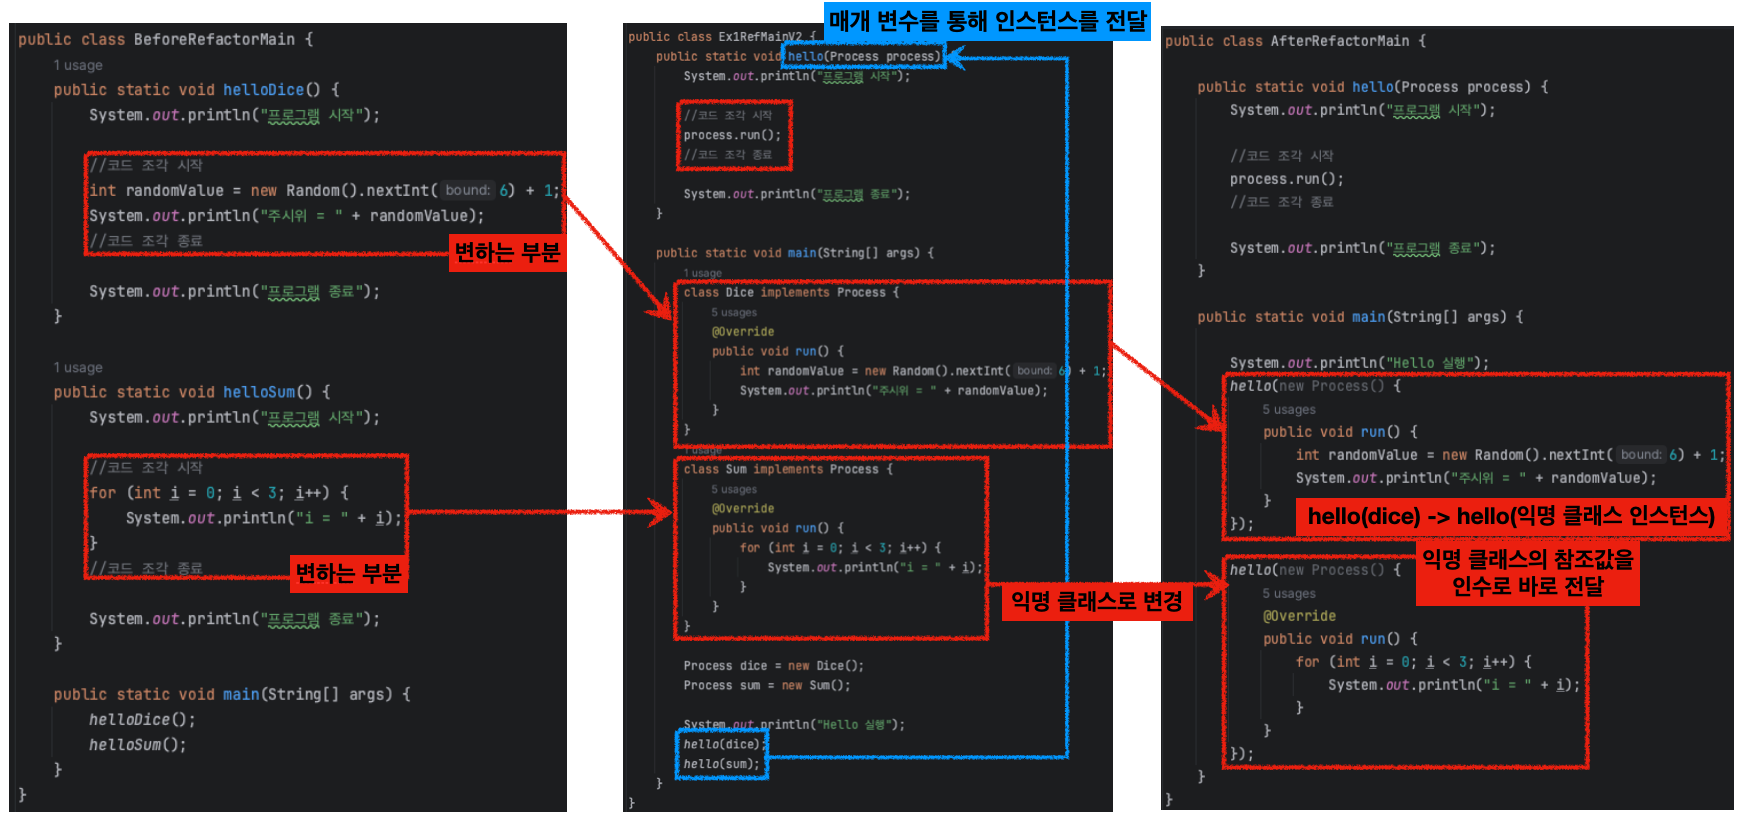 public class BeforeRefactorMain {
1 usage
public static void helloDice() {
System.out.println("프로그램 시작");
//코드 조각 시작
int randomValue = new Random().nextInt( bound: 6) + 1;
System.out.println("주시위 = " + randomValue);
//코드 조각 종료
변하는 부분
System.out.println("프로그램 종료");
}
1 usage
public static void helloSum() {
System.out.println("프로그램 시작");
//코드 조각 시작
for (int i = 0; i < 3; i++) {
System.out.println("i = " + i);
}
//코드 조각 종료
변하는 부분
System.out.println("프로그램 종료");
}
public static void main(String[] args) {
helloDice();
helloSum();
}
}
매개 변수를 통해 인스턴스를 전달
public class Ex1RefMainV2 {
public static void hello(Process process)
System.out.println("프로그램 시작");
//코드 조각 시작
process.run();
//코드 조각 종료
System.out.println("프로그램 종료");
}
public static void main(String[] args) {
1 usage
class Dice implements Process {
5 usages
@Override
public void run() {
int randomValue = new Random().nextInt( bound: 6) + 1;
System.out.println("주시위 = " + randomValue);
}
}
1 usage
class Sum implements Process {
5 usages
@Override
public void run() {
for (int i = 0; i < 3; i++) {
System.out.println("i = " + i);
}
}
}
익명 클래스로 변경
Process dice = new Dice();
Process sum = new Sum();
System.out.println("Hello 실행");
hello(dice);
hello(sum);
}
}
public class AfterRefactorMain {
public static void hello(Process process) {
System.out.println("프로그램 시작");
//코드 조각 시작
process.run();
//코드 조각 종료
System.out.println("프로그램 종료");
}
public static void main(String[] args) {
System.out.println("Hello 실행");
hello(new Process() {
5 usages
public void run() {
int randomValue = new Random().nextInt( bound: 6) + 1;
System.out.println("주시위 = " + randomValue);
}
});
hello(dice) -> hello(익명 클래스 인스턴스)
hello(new Process() {
익명 클래스의 참조값을
인수로 바로 전달
5 usages
@Override
public void run() {
for (int i = 0; i < 3; i++) {
System.out.println("i = " + i);
}
}
});
}
}